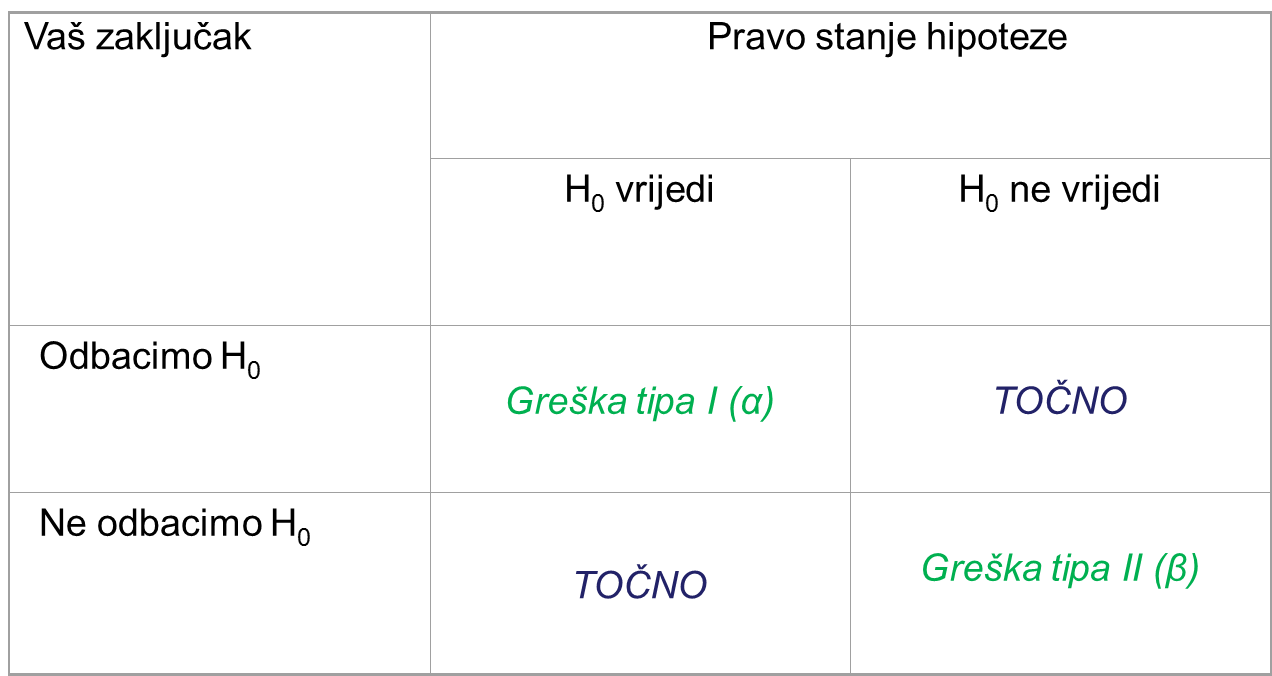 Vaš zaključak
Pravo stanje hipoteze
H₀ vrijedi
H₀ ne vrijedi
Odbacimo H₀
Greška tipa I (α)
TOČNO
Ne odbacimo H₀
TOČNO
Greška tipa II (β)